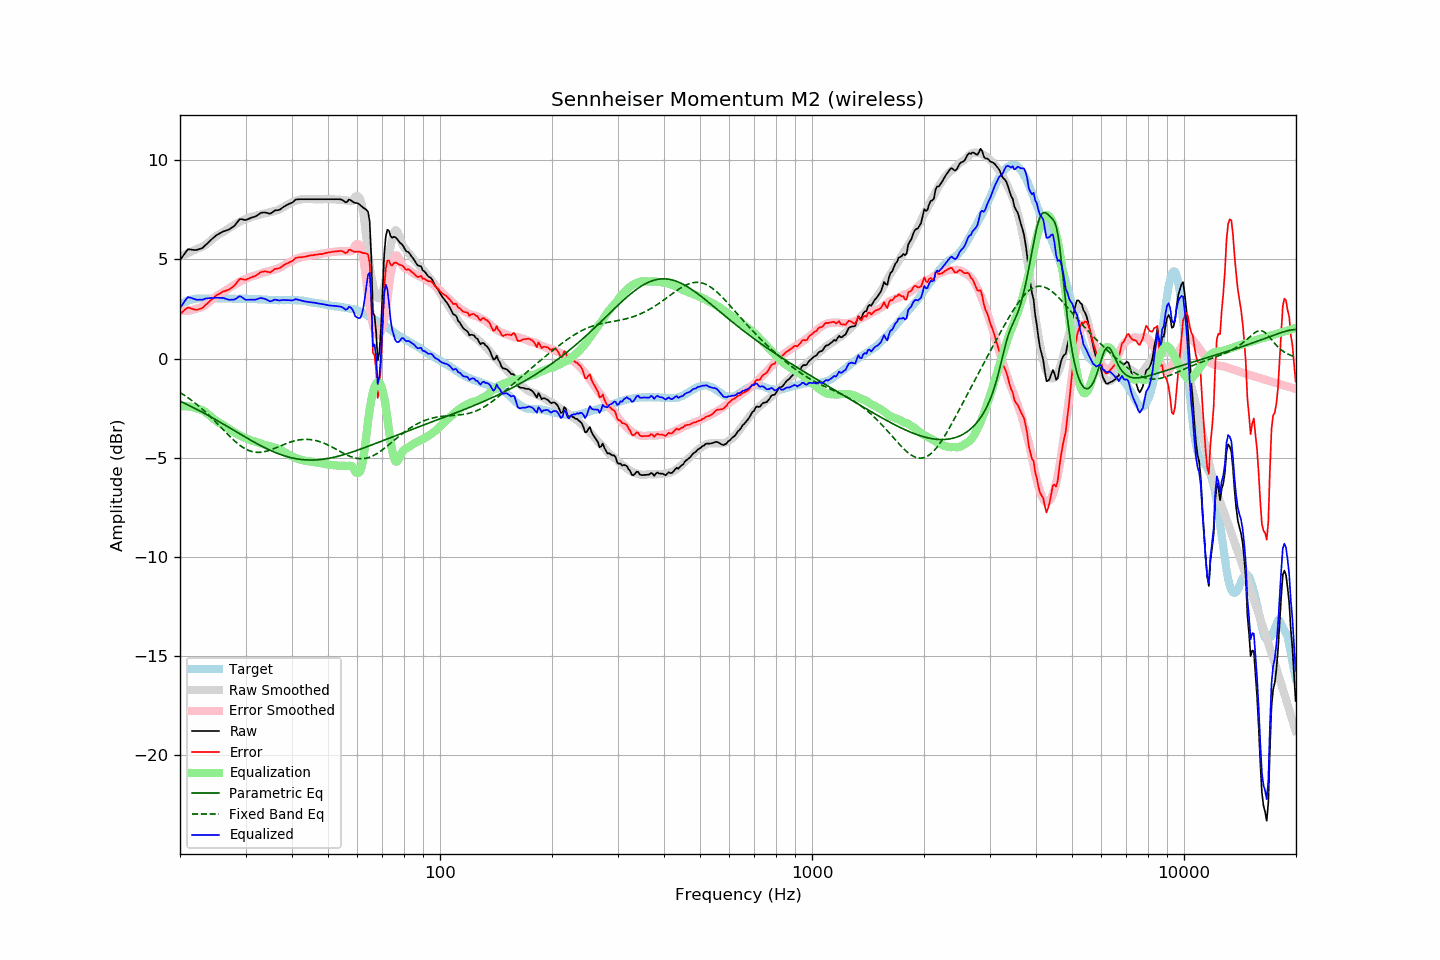 Sennheiser Momentum M2 (wireless)
10
5
0
−5
−10
−15
−20
Amplitude (dBr)
Target
Raw Smoothed
Error Smoothed
Raw
Error
Equalization
Parametric Eq
Fixed Band Eq
Equalized
100
1000
10000
Frequency (Hz)